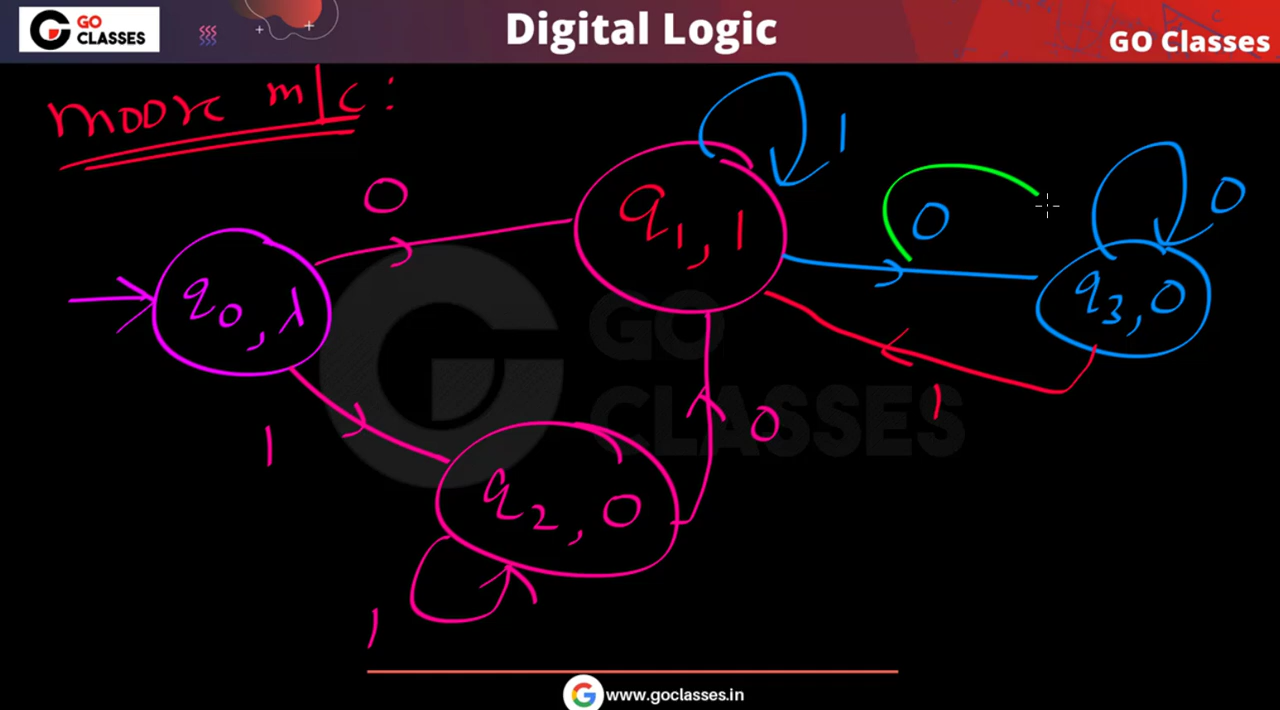 GO
CLASSES
Digital Logic
GO Classes
Moore m/c:
0
1
q1, 1
0
0
q0, λ
q3, 0
GO
CLASSES
1
1
0
q2, 0
1
www.goclasses.in